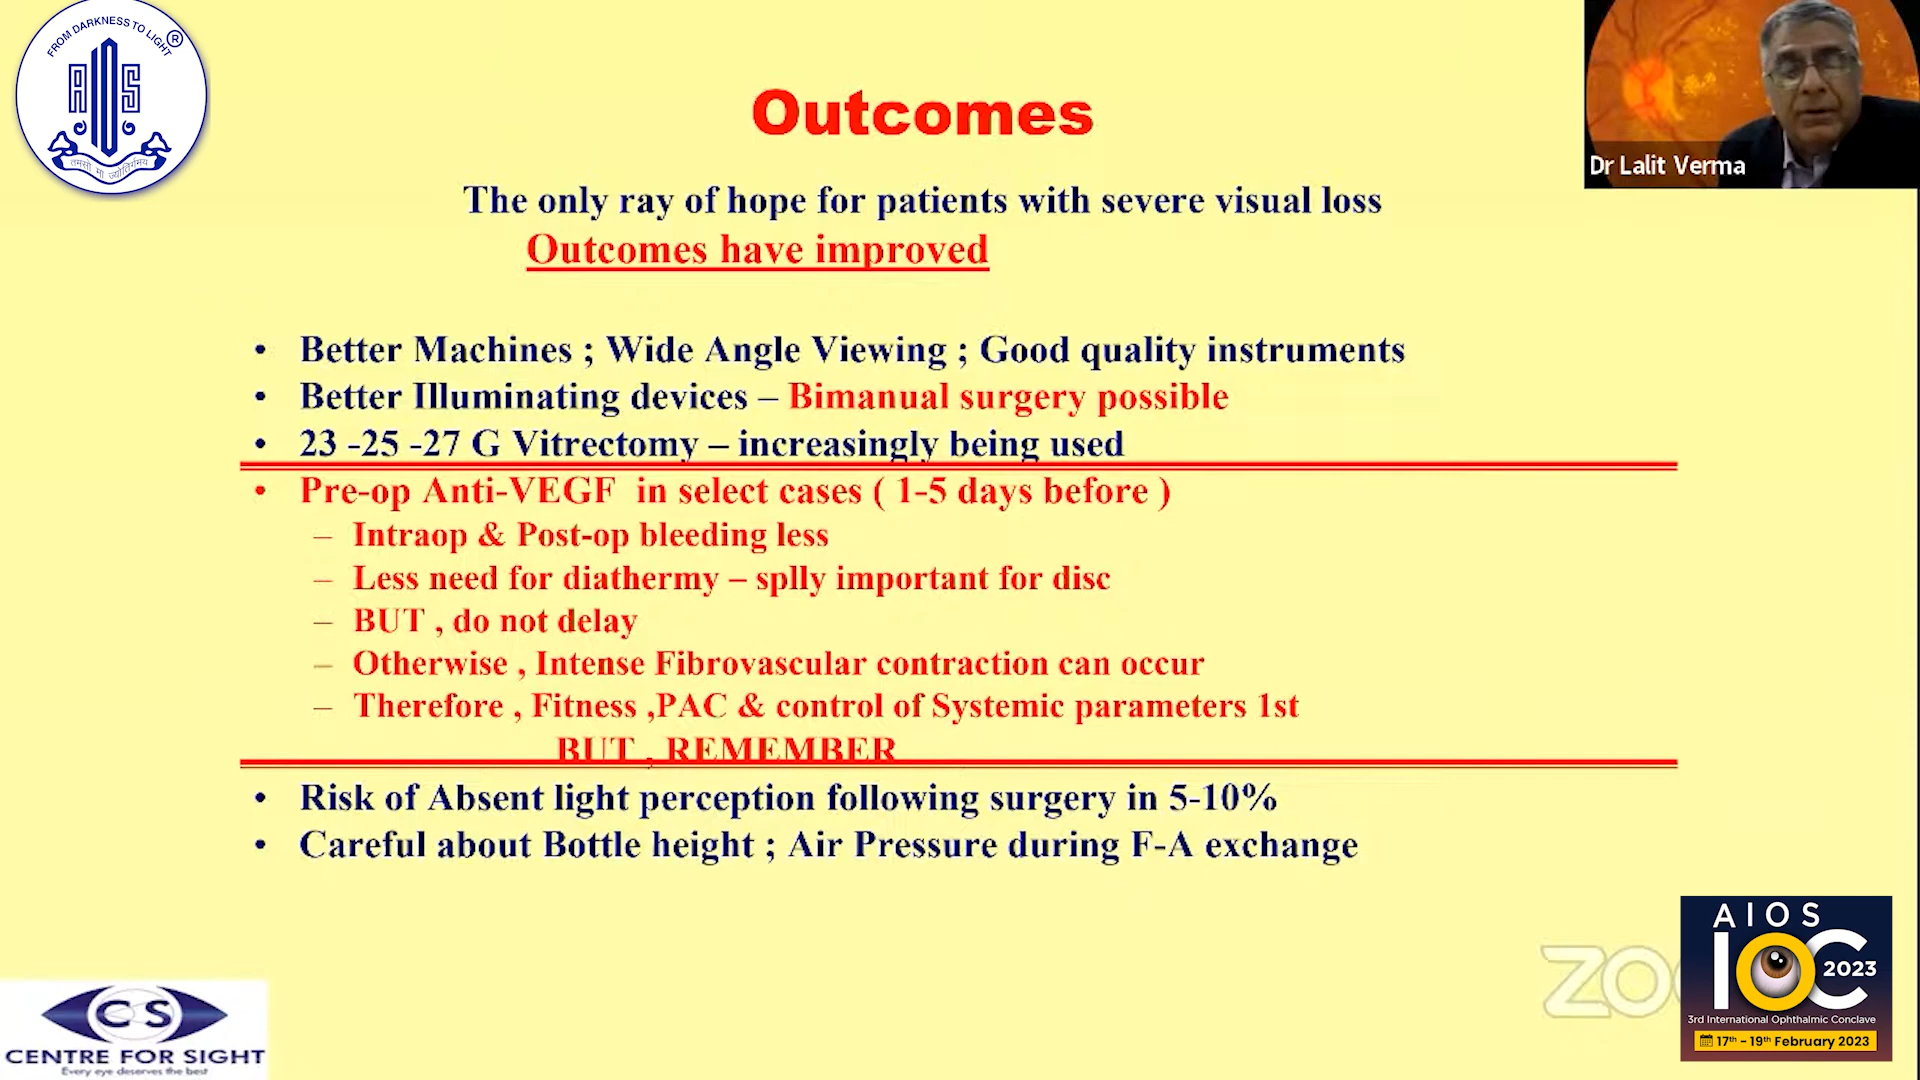 FROM DARKNESS TO LIGHT ®
AIOS
तमसो मा ज्योतिर्गमय
Dr Lalit Verma
Outcomes
The only ray of hope for patients with severe visual loss
Outcomes have improved
• Better Machines ; Wide Angle Viewing ; Good quality instruments
• Better Illuminating devices – Bimanual surgery possible
• 23 -25 -27 G Vitrectomy – increasingly being used
• Pre-op Anti-VEGF in select cases ( 1-5 days before )
– Intraop & Post-op bleeding less
– Less need for diathermy – splly important for disc
– BUT , do not delay
– Otherwise , Intense Fibrovascular contraction can occur
– Therefore , Fitness ,PAC & control of Systemic parameters 1st
BUT , REMEMBER
• Risk of Absent light perception following surgery in 5-10%
• Careful about Bottle height ; Air Pressure during F-A exchange
CS
CENTRE FOR SIGHT
Every eye deserves the best
ZO
AIOS
IOC 2023
3rd International Ophthalmic Conclave
17th - 19th February 2023